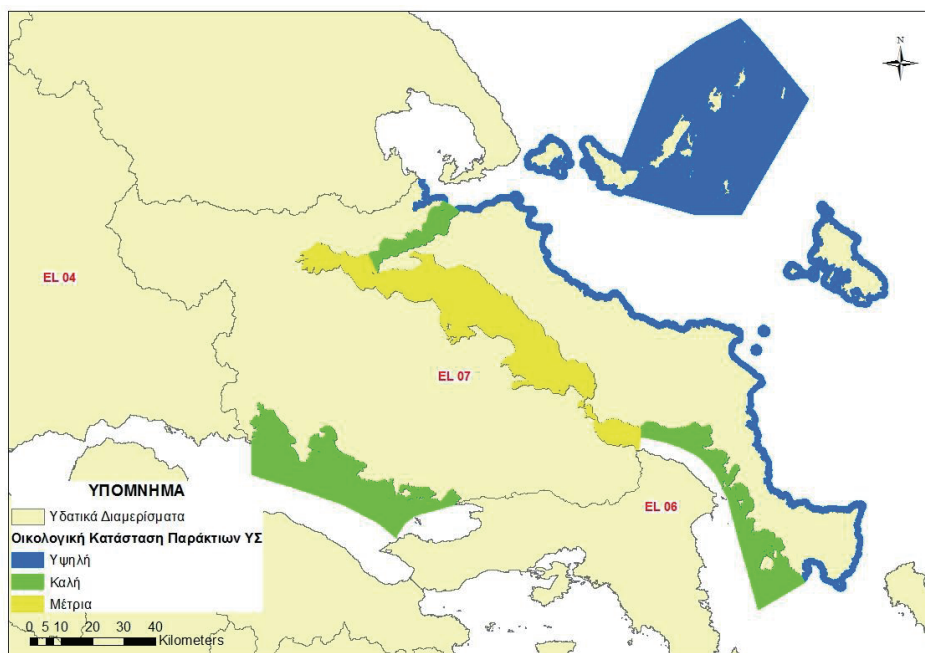 N
EL 04
EL 07
EL 06
ΥΠΟΜΝΗΜΑ
Υδατικά Διαμερίσματα
Οικολογική Κατάσταση Παράκτιων ΥΣ
Υψηλή
Καλή
Μέτρια
0 5 10 20 30 40
Kilometers